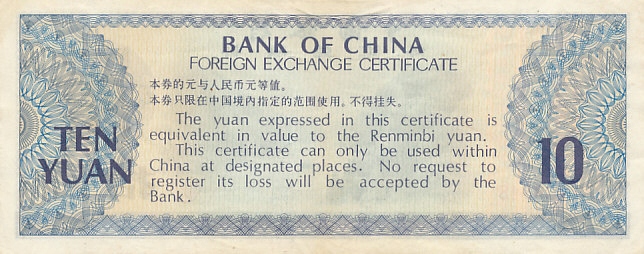 BANK OF CHINA
FOREIGN EXCHANGE CERTIFICATE
本券的元与人民币元等值。
本券只限在中国境内指定的范围使用。不得挂失。
TEN
YUAN
The yuan expressed in this certificate is
equivalent in value to the Renminbi yuan.
This certificate can only be used within
China at designated places. No request to
register its loss will be accepted by the
Bank.
10